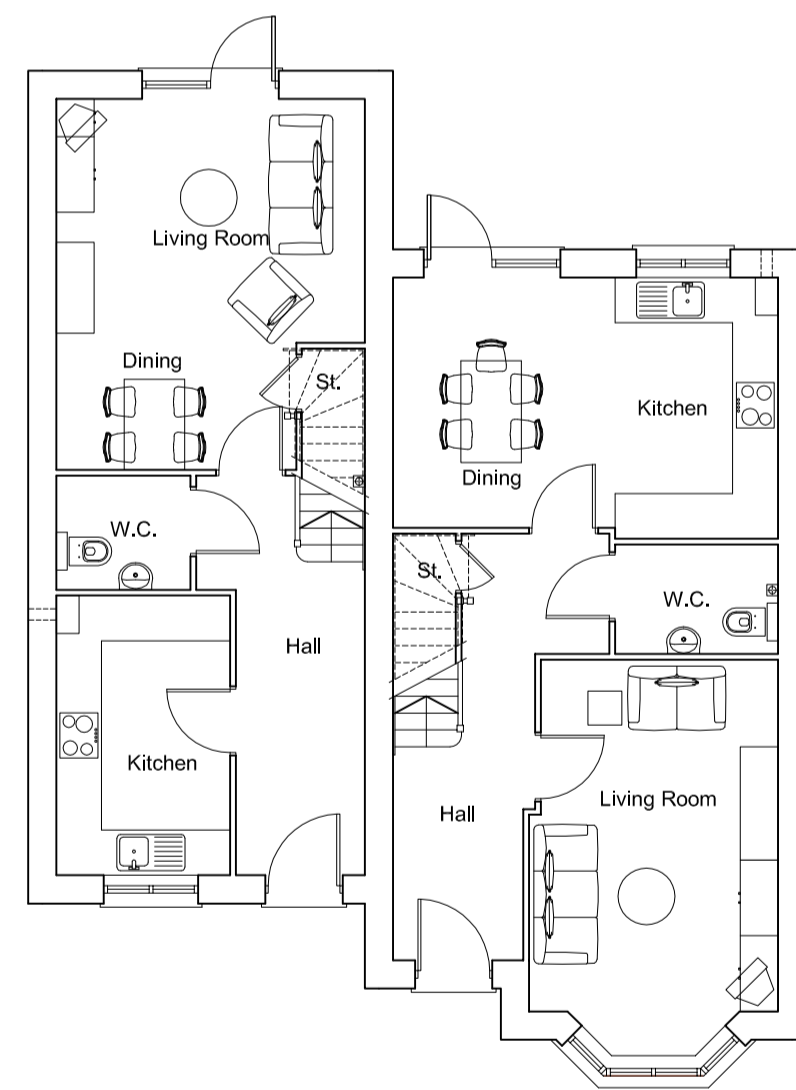 Living Room
Dining
St.
W.C.
Hall
Kitchen
Kitchen
Dining
St.
W.C.
Hall
Living Room